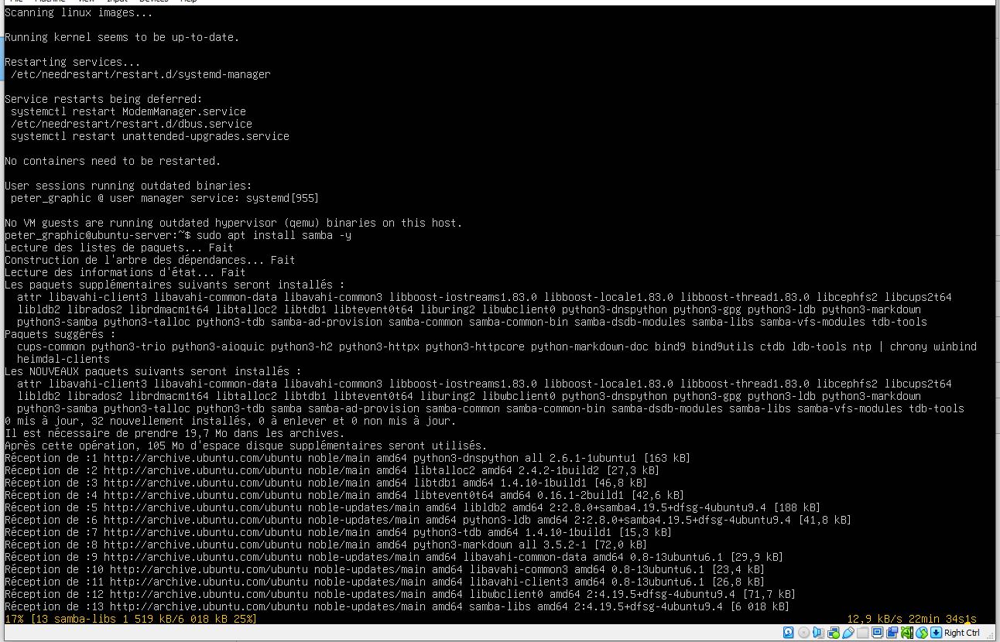 File Machine View Input Devices Help
Scanning linux images...
Running kernel seems to be up-to-date.
Restarting services...
/etc/needrestart/restart.d/systemd-manager
Service restarts being deferred:
systemctl restart ModemManager.service
/etc/needrestart/restart.d/dbus.service
systemctl restart unattended-upgrades.service
No containers need to be restarted.
User sessions running outdated binaries:
peter_graphic @ user manager service: systemd[955]
No VM guests are running outdated hypervisor (qemu) binaries on this host.
peter_graphic@ubuntu-server:~$ sudo apt install samba -y
Lecture des listes de paquets... Fait
Construction de l'arbre des dépendances... Fait
Lecture des informations d'état... Fait
Les paquets supplémentaires suivants seront installés :
attr libavahi-client3 libavahi-common-data libavahi-common3 libboost-iostreams1.83.0 libboost-locale1.83.0 libboost-thread1.83.0 libcephfs2 libcups2t64
libldb2 librados2 librdmacm1t64 libtalloc2 libtdb1 libtevent0t64 liburing2 libwbclient0 python3-dnspython python3-gpg python3-ldb python3-markdown
python3-samba python3-talloc python3-tdb samba-ad-provision samba-common samba-common-bin samba-dsdb-modules samba-libs samba-vfs-modules tdb-tools
Paquets suggérés :
cups-common python3-trio python3-aioquic python3-h2 python3-httpx python3-httpcore python-markdown-doc bind9 bind9utils ctdb ldb-tools ntp | chrony winbind
heimdal-clients
Les NOUVEAUX paquets suivants seront installés :
attr libavahi-client3 libavahi-common-data libavahi-common3 libboost-iostreams1.83.0 libboost-locale1.83.0 libboost-thread1.83.0 libcephfs2 libcups2t64
libldb2 librados2 librdmacm1t64 libtalloc2 libtdb1 libtevent0t64 liburing2 libwbclient0 python3-dnspython python3-gpg python3-ldb python3-markdown
python3-samba python3-talloc python3-tdb samba samba-ad-provision samba-common samba-common-bin samba-dsdb-modules samba-libs samba-vfs-modules tdb-tools
0 mis à jour, 32 nouvellement installés, 0 à enlever et 0 non mis à jour.
Il est nécessaire de prendre 19,7 Mo dans les archives.
Après cette opération, 105 Mo d'espace disque supplémentaires seront utilisés.
Réception de :1 http://archive.ubuntu.com/ubuntu noble/main amd64 python3-dnspython all 2.6.1-1ubuntu1 [163 kB]
Réception de :2 http://archive.ubuntu.com/ubuntu noble/main amd64 libtalloc2 amd64 2.4.2-1build2 [27,3 kB]
Réception de :3 http://archive.ubuntu.com/ubuntu noble/main amd64 libtdb1 amd64 1.4.10-1build1 [46,8 kB]
Réception de :4 http://archive.ubuntu.com/ubuntu noble/main amd64 libtevent0t64 amd64 0.16.1-2build1 [42,6 kB]
Réception de :5 http://archive.ubuntu.com/ubuntu noble-updates/main amd64 libldb2 amd64 2:2.8.0+samba4.19.5+dfsg-4ubuntu9.4 [188 kB]
Réception de :6 http://archive.ubuntu.com/ubuntu noble-updates/main amd64 python3-ldb amd64 2:2.8.0+samba4.19.5+dfsg-4ubuntu9.4 [41,8 kB]
Réception de :7 http://archive.ubuntu.com/ubuntu noble/main amd64 python3-tdb amd64 1.4.10-1build1 [15,3 kB]
Réception de :8 http://archive.ubuntu.com/ubuntu noble/main amd64 python3-markdown all 3.5.2-1 [72,0 kB]
Réception de :9 http://archive.ubuntu.com/ubuntu noble-updates/main amd64 libavahi-common-data amd64 0.8-13ubuntu6.1 [29,9 kB]
Réception de :10 http://archive.ubuntu.com/ubuntu noble-updates/main amd64 libavahi-common3 amd64 0.8-13ubuntu6.1 [23,4 kB]
Réception de :11 http://archive.ubuntu.com/ubuntu noble-updates/main amd64 libavahi-client3 amd64 0.8-13ubuntu6.1 [26,8 kB]
Réception de :12 http://archive.ubuntu.com/ubuntu noble-updates/main amd64 libwbclient0 amd64 2:4.19.5+dfsg-4ubuntu9.4 [71,7 kB]
Réception de :13 http://archive.ubuntu.com/ubuntu noble-updates/main amd64 samba-libs amd64 2:4.19.5+dfsg-4ubuntu9.4 [6 018 kB]
17% [13 samba-libs 1 519 kB/6 018 kB 25%] 12,9 kB/s 22min 34s1s
Right Ctrl